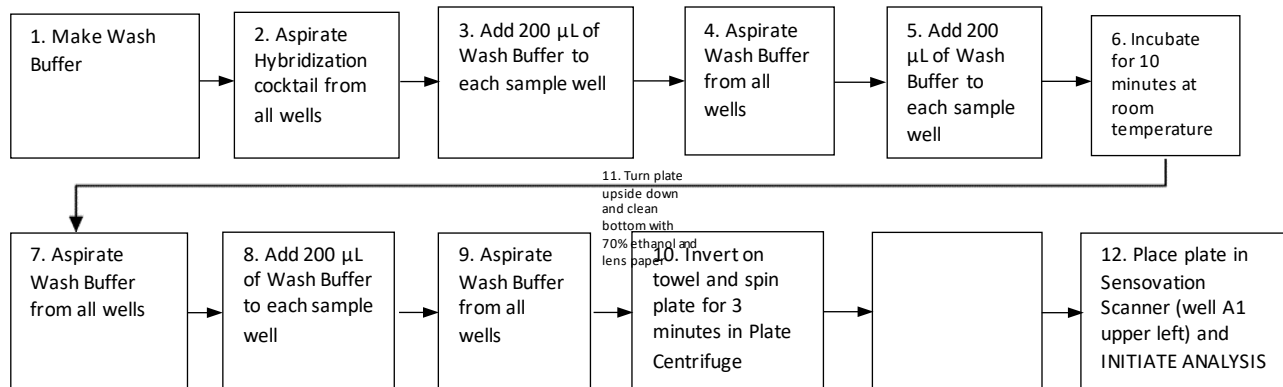 1. Make Wash
Buffer
2. Aspirate
Hybridization
cocktail from
all wells
3. Add 200 µL of
Wash Buffer to
each sample well
4. Aspirate
Wash Buffer
from all
wells
5. Add 200
µL of Wash
Buffer to
each sample
well
6. Incubate
for 10
minutes at
room
temperature
7. Aspirate
Wash Buffer
from all wells
8. Add 200 µL
of Wash Buffer
to each sample
well
9. Aspirate
Wash Buffer
from all
wells
10. Invert on
towel and spin
plate for 3
minutes in Plate
Centrifuge
11. Turn plate
upside down
and clean
bottom with
70% ethanol and
lens paper
12. Place plate in
Sensovation
Scanner (well A1
upper left) and
INITIATE ANALYSIS